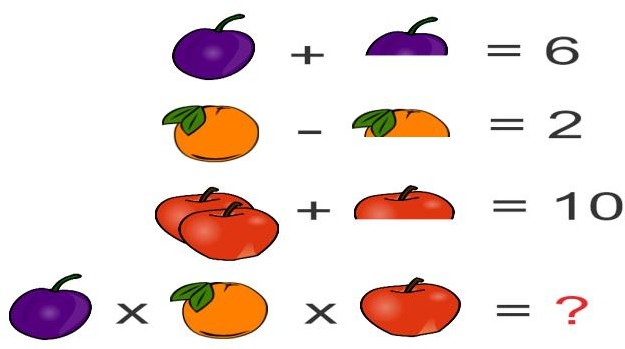 + = 6
- = 2
+ = 10
x x = ?